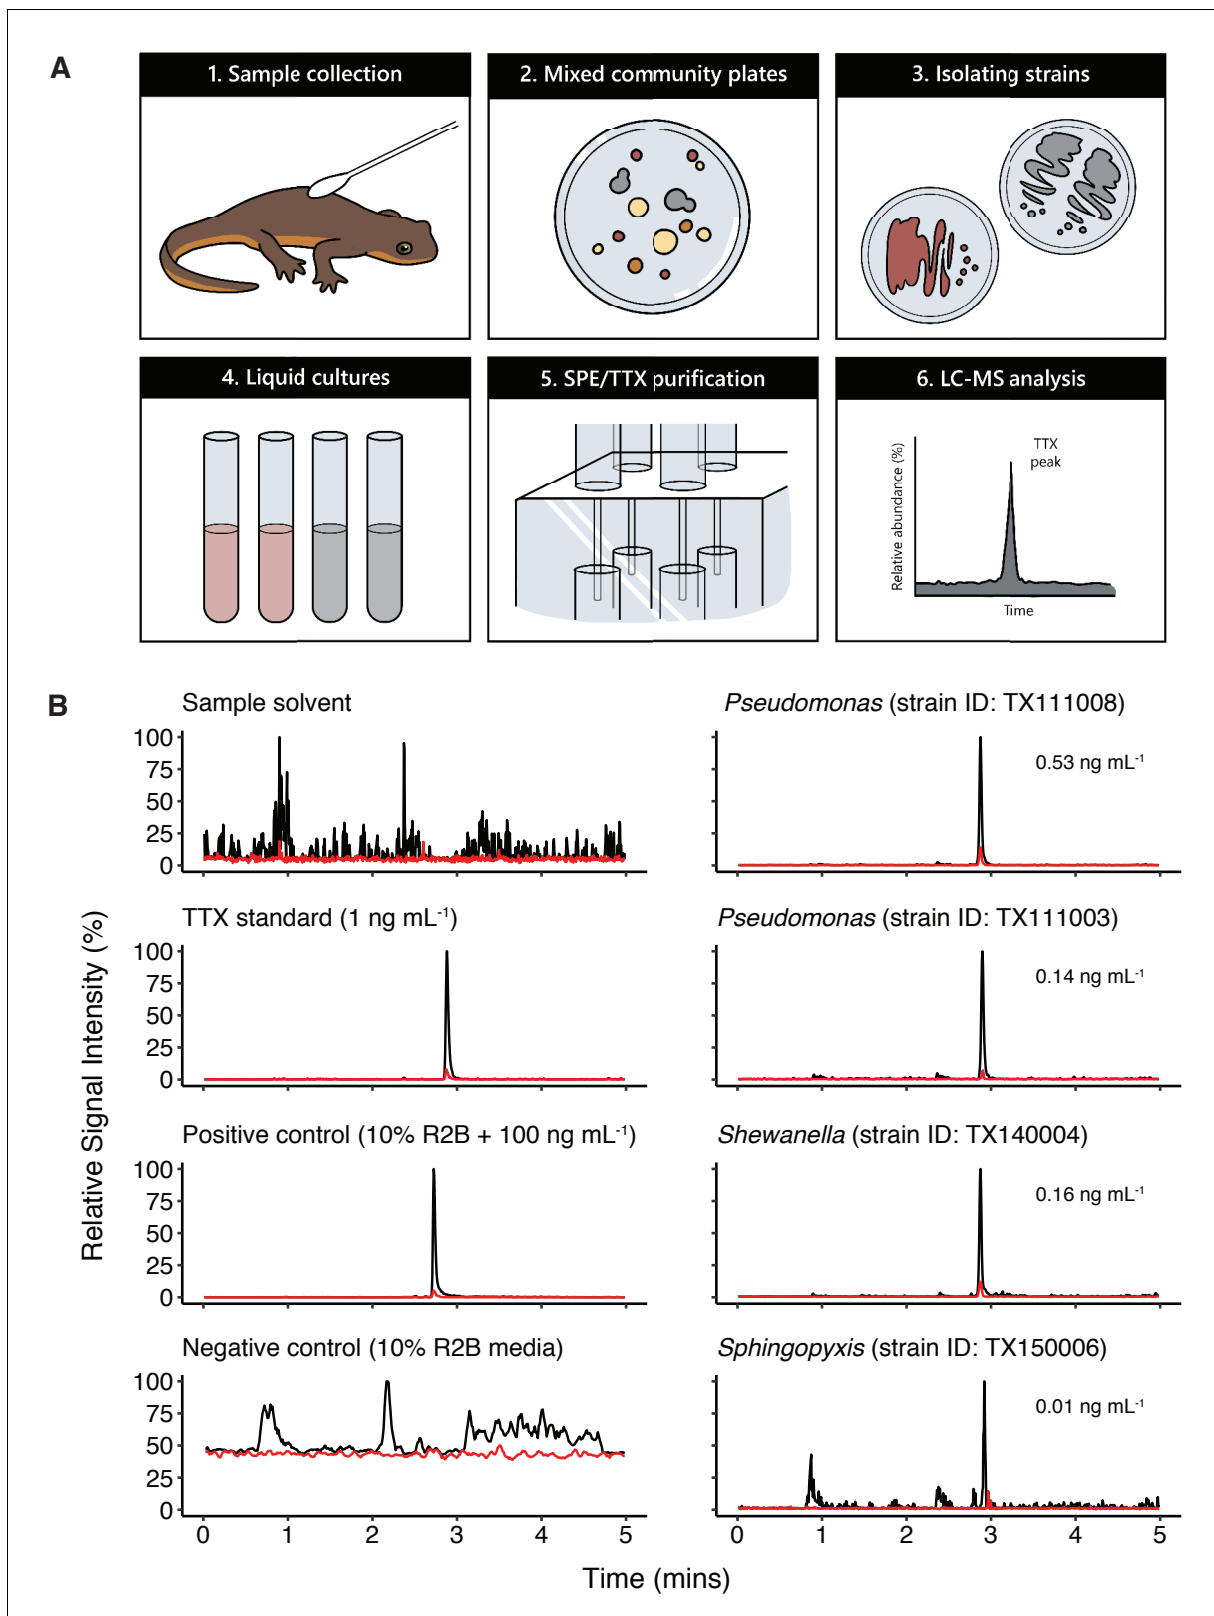 A
1. Sample collection
2. Mixed community plates
3. Isolating strains
4. Liquid cultures
5. SPE/TTX purification
6. LC-MS analysis
Relative abundance (%)
TTX
peak
Time
B
Relative Signal Intensity (%)
Sample solvent
100
75
50
25
0
Pseudomonas (strain ID: TX111008)
0.53 ng mL⁻¹
TTX standard (1 ng mL⁻¹)
100
75
50
25
0
Pseudomonas (strain ID: TX111003)
0.14 ng mL⁻¹
Positive control (10% R2B + 100 ng mL⁻¹)
100
75
50
25
0
Shewanella (strain ID: TX140004)
0.16 ng mL⁻¹
Negative control (10% R2B media)
100
75
50
25
0
0 1 2 3 4 5
Sphingopyxis (strain ID: TX150006)
0.01 ng mL⁻¹
0 1 2 3 4 5
Time (mins)